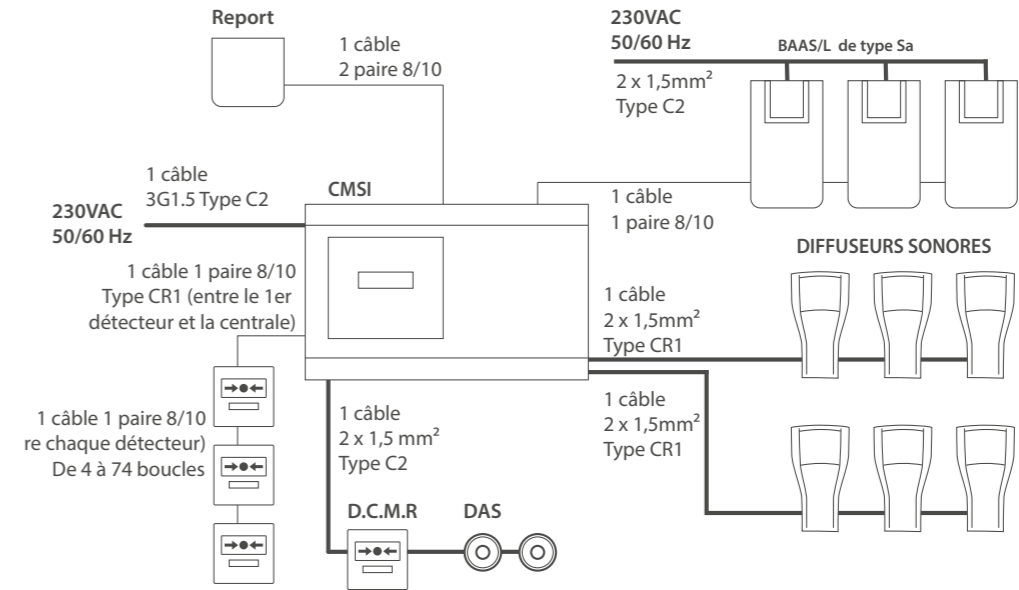 Report
1 câble
2 paire 8/10
230VAC
50/60 Hz
BAAS/L de type Sa
2 x 1,5mm²
Type C2
1 câble
3G1.5 Type C2
230VAC
50/60 Hz
CMSI
1 câble
1 paire 8/10
DIFFUSEURS SONORES
1 câble 1 paire 8/10
Type CR1 (entre le 1er
détecteur et la centrale)
1 câble
2 x 1,5mm²
Type CR1
1 câble 1 paire 8/10
re chaque détecteur)
De 4 à 74 boucles
1 câble
2 x 1,5 mm²
Type C2
1 câble
2 x 1,5mm²
Type CR1
D.C.M.R
DAS